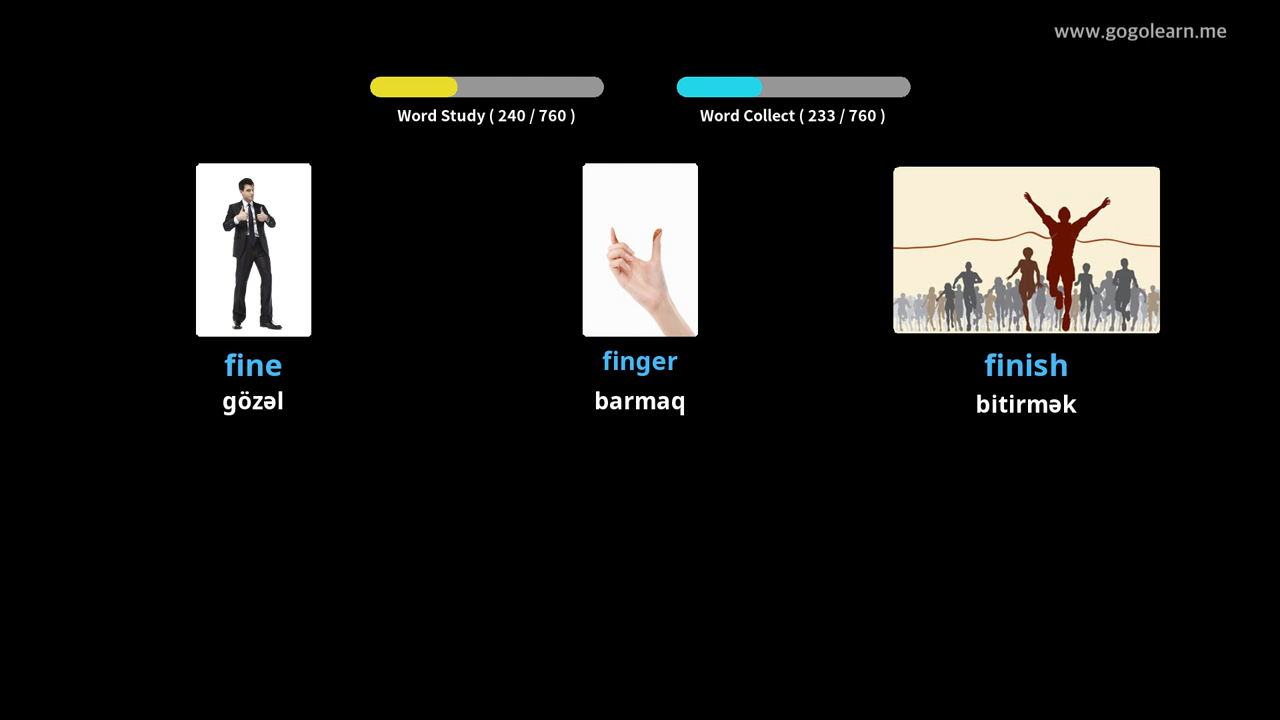 www.gogolearn.me
Word Study ( 240 / 760 )
Word Collect ( 233 / 760 )
fine
finger
finish
gözəl
barmaq
bitirmək